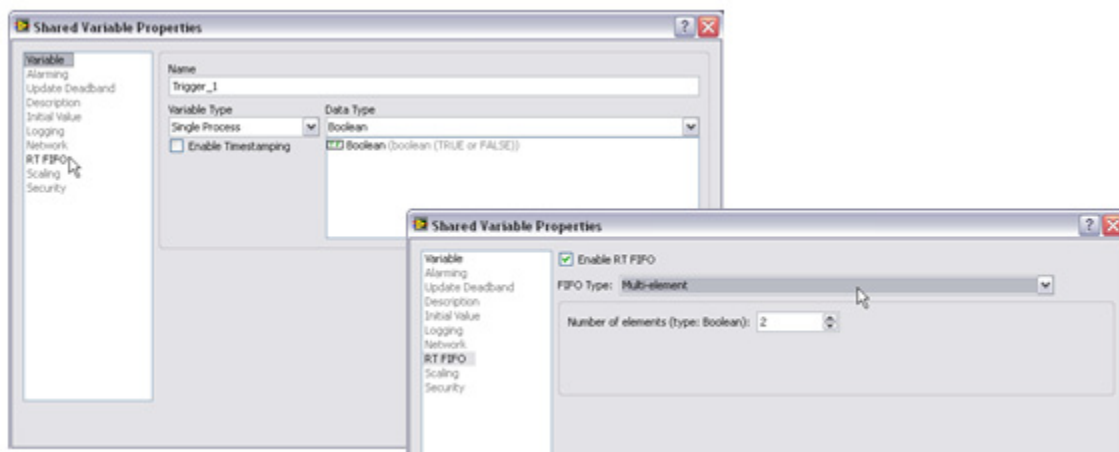 Shared Variable Properties
Variable
Alarming
Update Deadband
Description
Initial Value
Logging
Network
RT FIFO
Scaling
Security
Name
Trigger_1
Variable Type
Data Type
Single Process
Boolean
Enable Timestamping
Boolean (boolean (TRUE or FALSE))
Shared Variable Properties
Variable
Alarming
Update Deadband
Description
Initial Value
Logging
Network
RT FIFO
Scaling
Security
Enable RT FIFO
FIFO Type: Multi-element
Number of elements (type: Boolean): 2